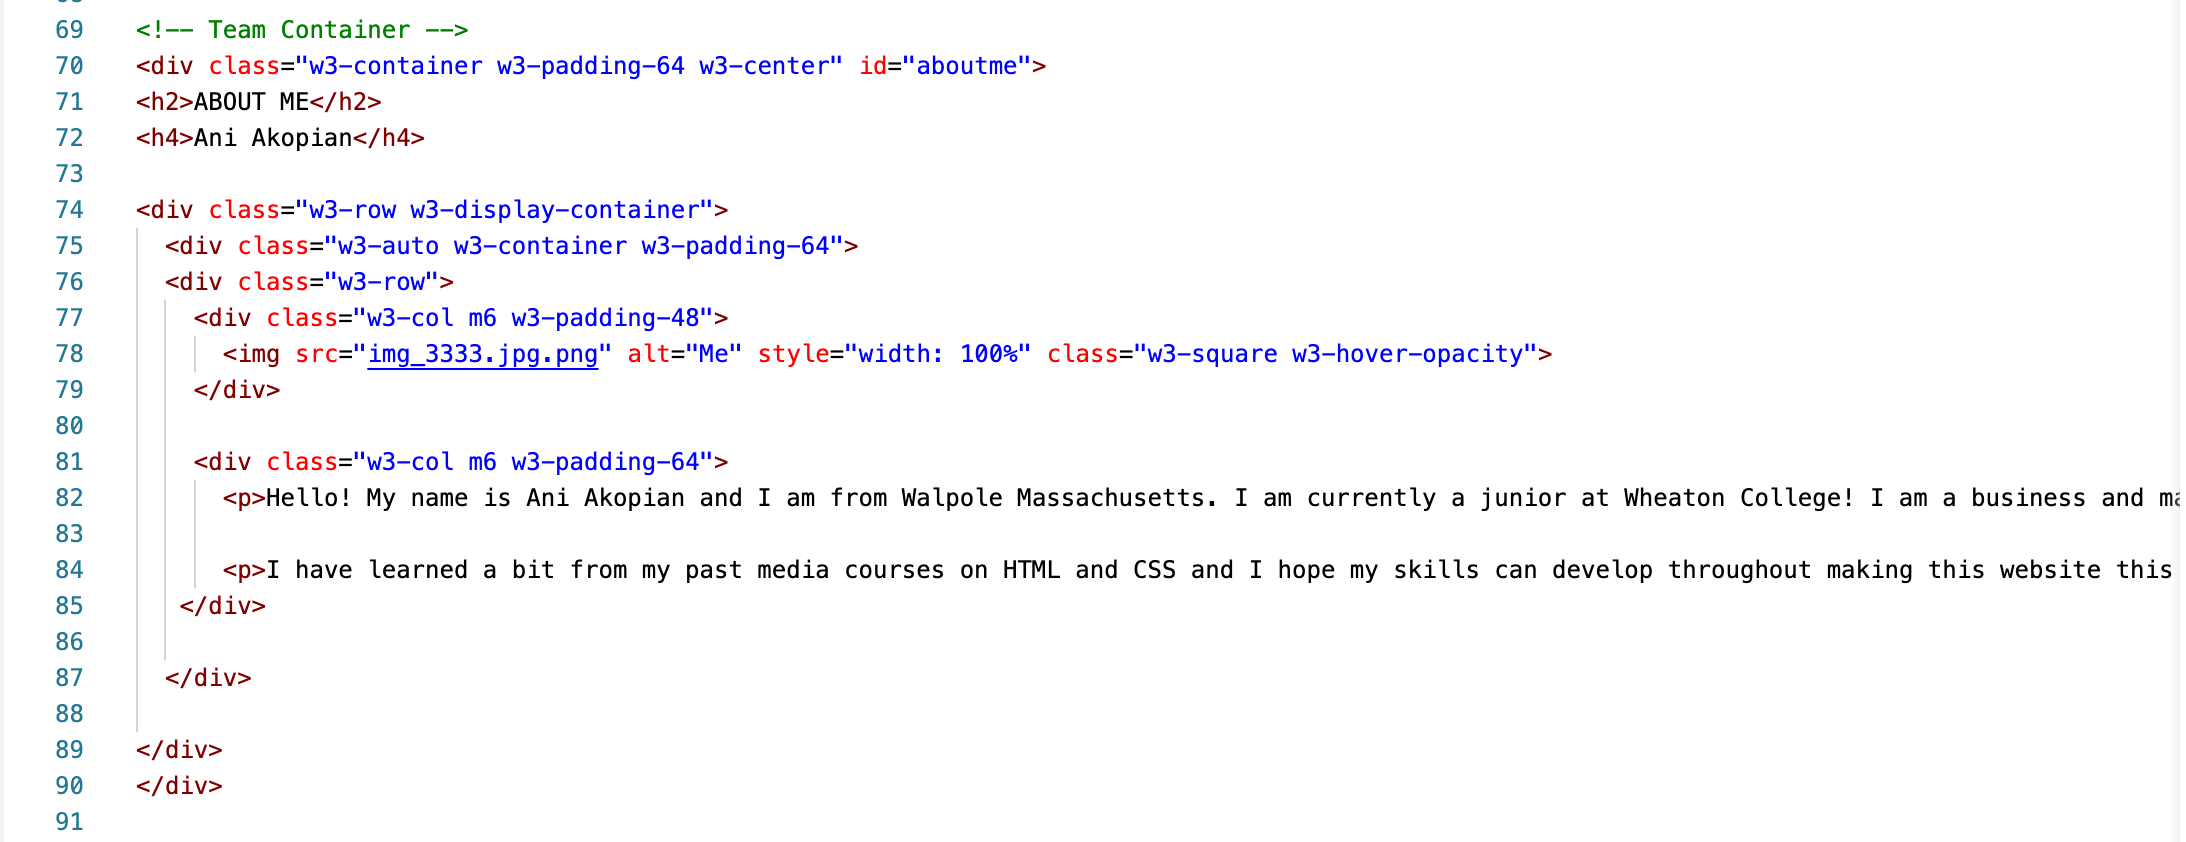 69 <!-- Team Container -->
70 <div class="w3-container w3-padding-64 w3-center" id="aboutme">
71 <h2>ABOUT ME</h2>
72 <h4>Ani Akopian</h4>
73
74 <div class="w3-row w3-display-container">
75 <div class="w3-auto w3-container w3-padding-64">
76 <div class="w3-row">
77 <div class="w3-col m6 w3-padding-48">
78 <img src="img_3333.jpg.png" alt="Me" style="width: 100%" class="w3-square w3-hover-opacity">
79 </div>
80
81 <div class="w3-col m6 w3-padding-64">
82 <p>Hello! My name is Ani Akopian and I am from Walpole Massachusetts. I am currently a junior at Wheaton College! I am a business and
83
84 <p>I have learned a bit from my past media courses on HTML and CSS and I hope my skills can develop throughout making this website this
85 </div>
86
87 </div>
88
89 </div>
90 </div>
91